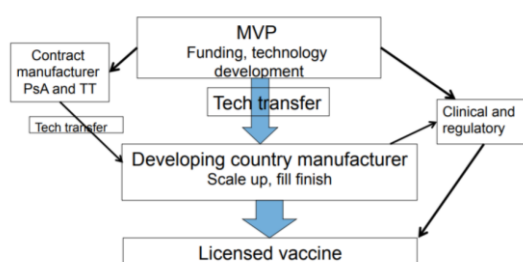 MVP
Funding, technology
development
Contract
manufacturer
PsA and TT
Tech transfer
Tech transfer
Clinical and
regulatory
Developing country manufacturer
Scale up, fill finish
Licensed vaccine